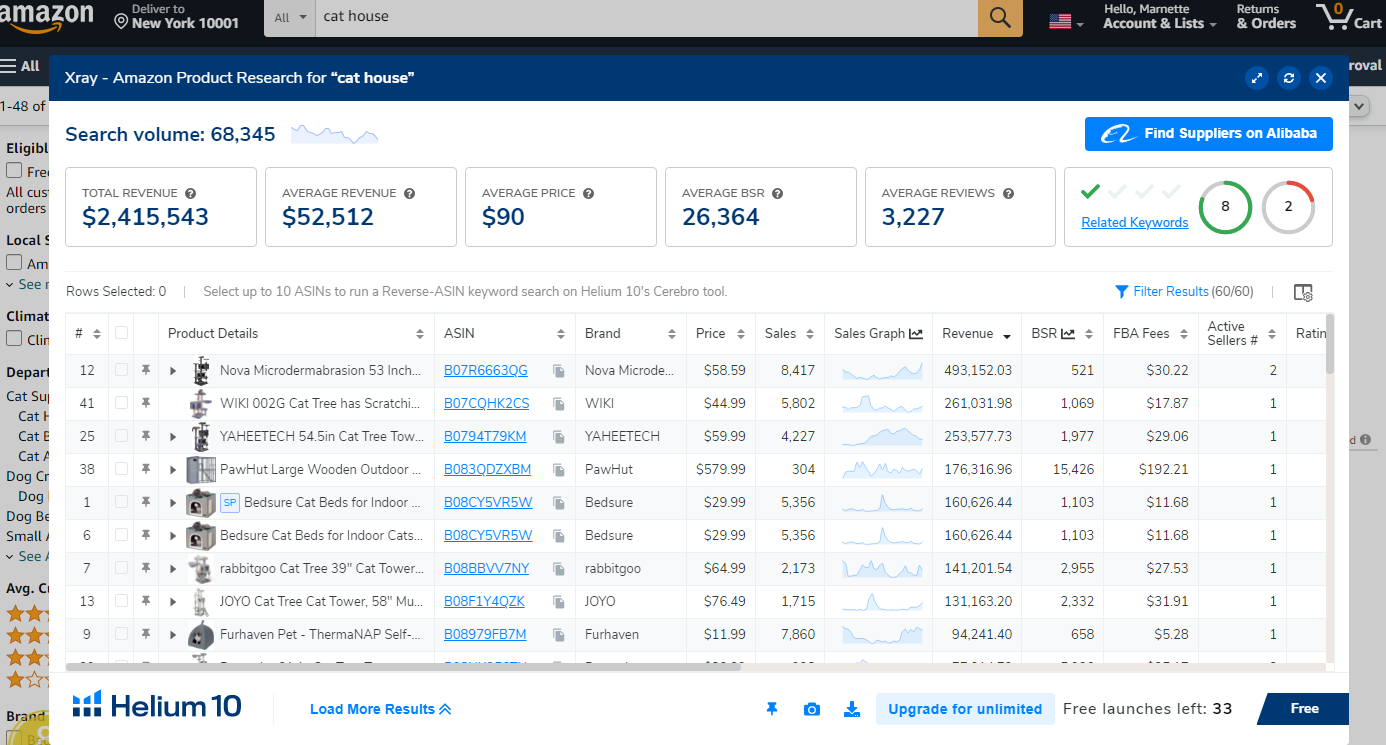 amazon
Deliver to
New York 10001
All
cat house
Hello, Marnette
Account & Lists
Returns
& Orders
0
Cart
All
Xray - Amazon Product Research for “cat house”
roval
1-48 of
Search volume: 68,345
Find Suppliers on Alibaba
Eligibl
Free
All cus
orders
Local S
Am
See r
Climat
Clin
Depart
Cat Sup
Cat H
Cat B
Cat A
Dog Cr
Dog
Dog Be
Small A
See A
Avg. Cu
Brand
TOTAL REVENUE
$2,415,543
AVERAGE REVENUE
$52,512
AVERAGE PRICE
$90
AVERAGE BSR
26,364
AVERAGE REVIEWS
3,227
Related Keywords
8
2
Rows Selected: 0 | Select up to 10 ASINs to run a Reverse-ASIN keyword search on Helium 10's Cerebro tool.
Filter Results (60/60)
# Product Details ASIN Brand Price Sales Sales Graph Revenue BSR FBA Fees Active Sellers # Ratin
12 Nova Microdermabrasion 53 Inch... B07R6663QG Nova Microde... $58.59 8,417 493,152.03 521 $30.22 2
41 WIKI 002G Cat Tree has Scratchi... B07CQHK2CS WIKI $44.99 5,802 261,031.98 1,069 $17.87 1
25 YAHEETECH 54.5in Cat Tree Tow... B0794T79KM YAHEETECH $59.99 4,227 253,577.73 1,977 $29.06 1
38 PawHut Large Wooden Outdoor ... B083QDZXBM PawHut $579.99 304 176,316.96 15,426 $192.21 1
1 SP Bedsure Cat Beds for Indoor ... B08CY5VR5W Bedsure $29.99 5,356 160,626.44 1,103 $11.68 1
6 Bedsure Cat Beds for Indoor Cats... B08CY5VR5W Bedsure $29.99 5,356 160,626.44 1,103 $11.68 1
7 rabbitgoo Cat Tree 39" Cat Tower... B08BBVV7NY rabbitgoo $64.99 2,173 141,201.54 2,955 $27.53 1
13 JOYO Cat Tree Cat Tower, 58" Mu... B08F1Y4QZK JOYO $76.49 1,715 131,163.20 2,332 $31.91 1
9 Furhaven Pet - ThermaNAP Self-... B08979FB7M Furhaven $11.99 7,860 94,241.40 658 $5.28 1
Helium 10
Load More Results
Upgrade for unlimited
Free launches left: 33
Free